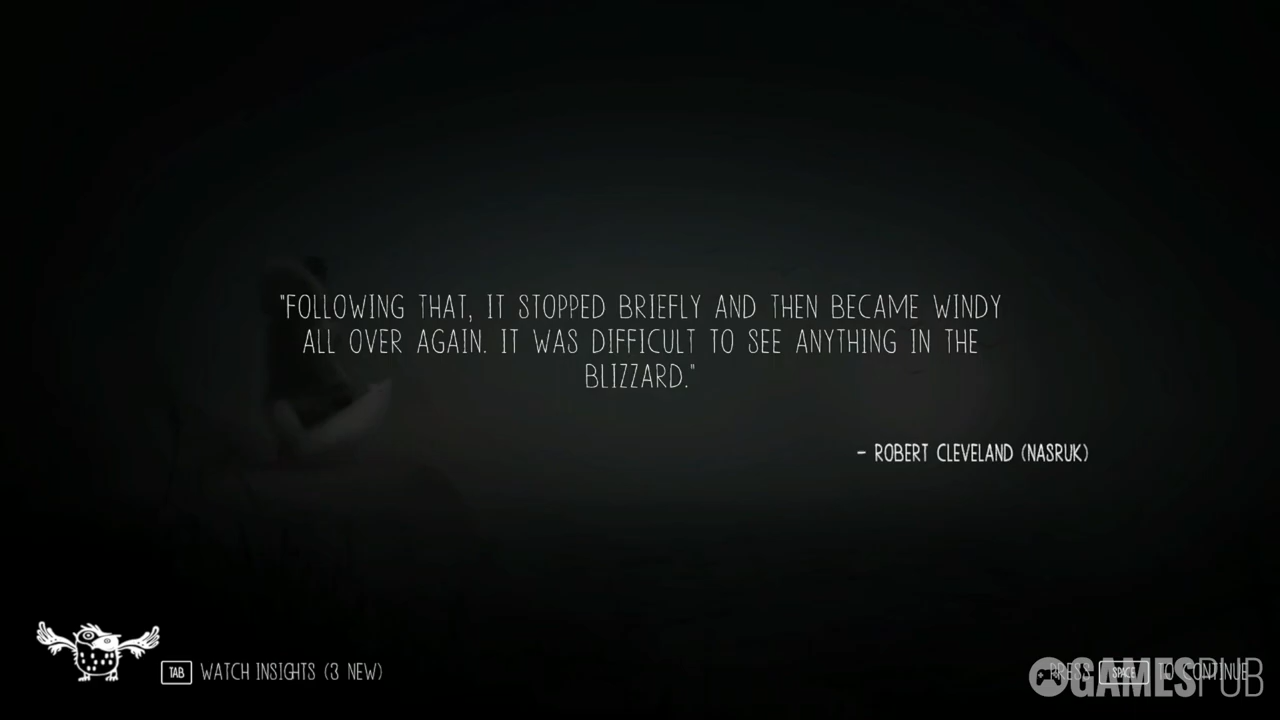 "FOLLOWING THAT, IT STOPPED BRIEFLY AND THEN BECAME WINDY
ALL OVER AGAIN. IT WAS DIFFICULT TO SEE ANYTHING IN THE
BLIZZARD."
- ROBERT CLEVELAND (NASRUK)
TAB WATCH INSIGHTS (3 NEW)
PRESS SPACE TO CONTINUE
GAMESPUB